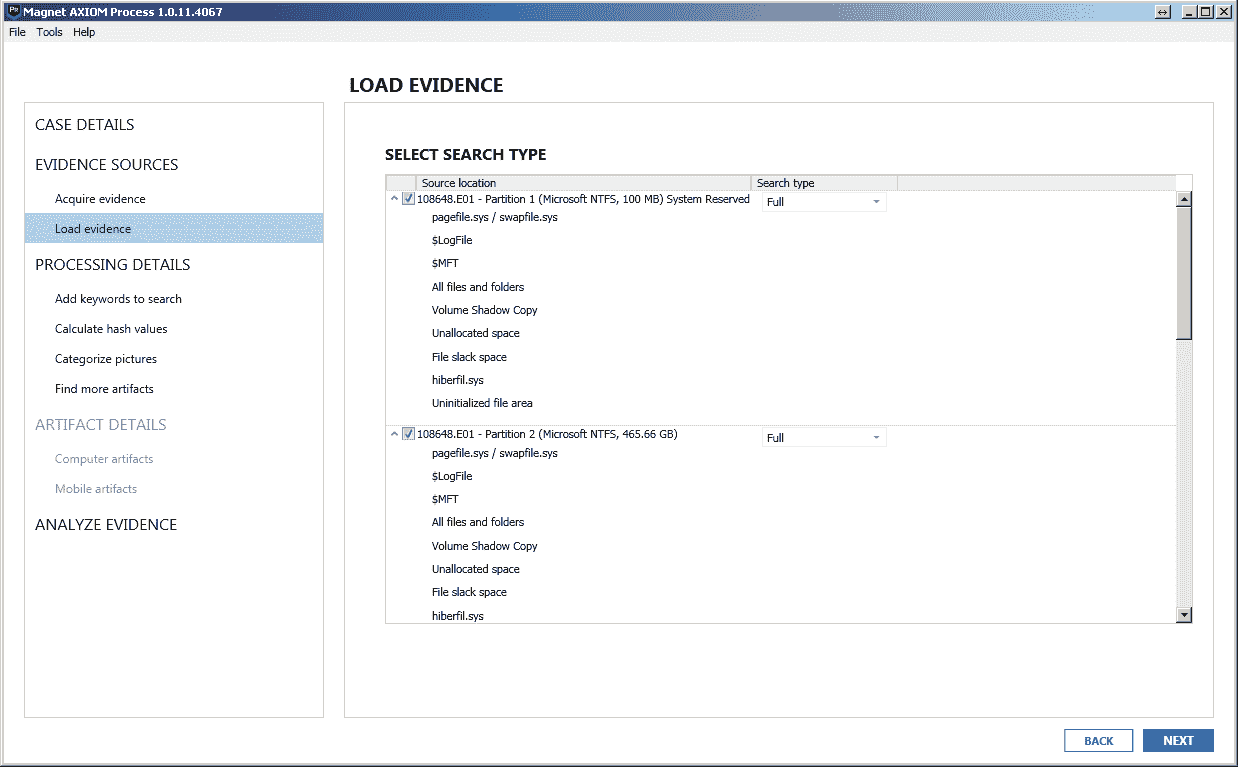 Magnet AXIOM Process 1.0.11.4067
File Tools Help
LOAD EVIDENCE
CASE DETAILS
EVIDENCE SOURCES
Acquire evidence
Load evidence
PROCESSING DETAILS
Add keywords to search
Calculate hash values
Categorize pictures
Find more artifacts
ARTIFACT DETAILS
Computer artifacts
Mobile artifacts
ANALYZE EVIDENCE
SELECT SEARCH TYPE
Source location Search type
108648.E01 - Partition 1 (Microsoft NTFS, 100 MB) System Reserved Full
pagefile.sys / swapfile.sys
$LogFile
$MFT
All files and folders
Volume Shadow Copy
Unallocated space
File slack space
hiberfil.sys
Uninitialized file area
108648.E01 - Partition 2 (Microsoft NTFS, 465.66 GB) Full
pagefile.sys / swapfile.sys
$LogFile
$MFT
All files and folders
Volume Shadow Copy
Unallocated space
File slack space
hiberfil.sys
BACK NEXT